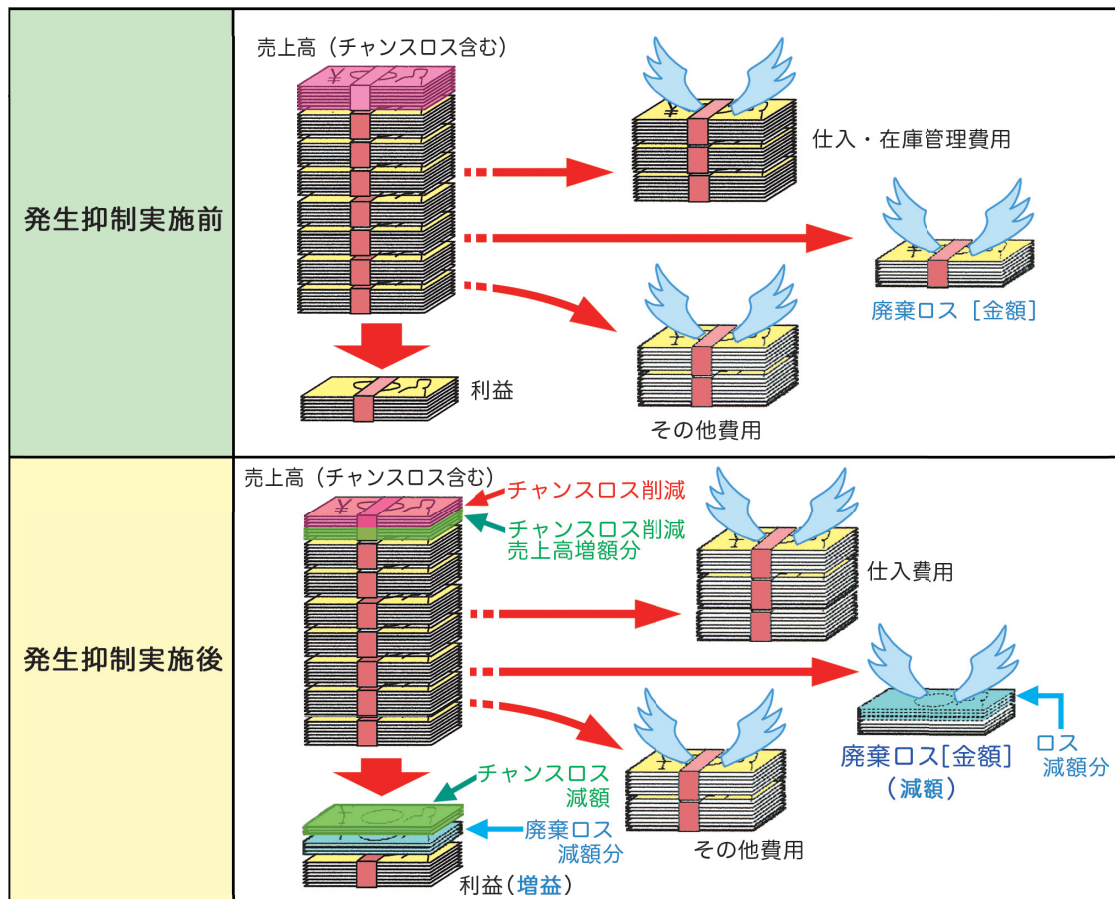 発生抑制実施前
売上高（チャンスロス含む）
仕入・在庫管理費用
廃棄ロス［金額］
その他費用
利益
発生抑制実施後
売上高（チャンスロス含む）
チャンスロス削減
チャンスロス削減
売上高増額分
仕入費用
廃棄ロス[金額]
（減額）
ロス
減額分
その他費用
チャンスロス
減額
廃棄ロス
減額分
利益(増益)